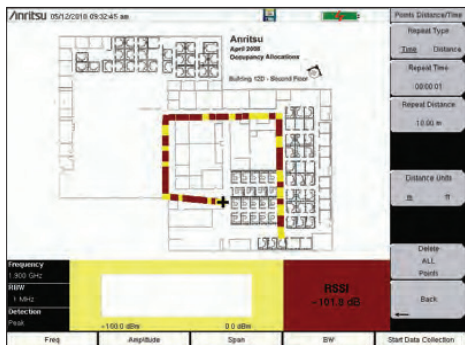 Anritsu 05/12/2010 09:32:45 am
Points Distance/Time
Repeat Type
Time Distance
Repeat Time
00:00:01
Repeat Distance
10.00 m
Distance Units
m ft
Delete
ALL
Points
Back
Anritsu
April 2008
Occupancy Allocations
Building 12D - Second Floor
Frequency
1.900 GHz
RBW
1 MHz
Detection
Peak
-100.0 dBm 0.0 dBm
RSSI
-101.8 dB
Freq Amplitude Span BW Start Data Collection